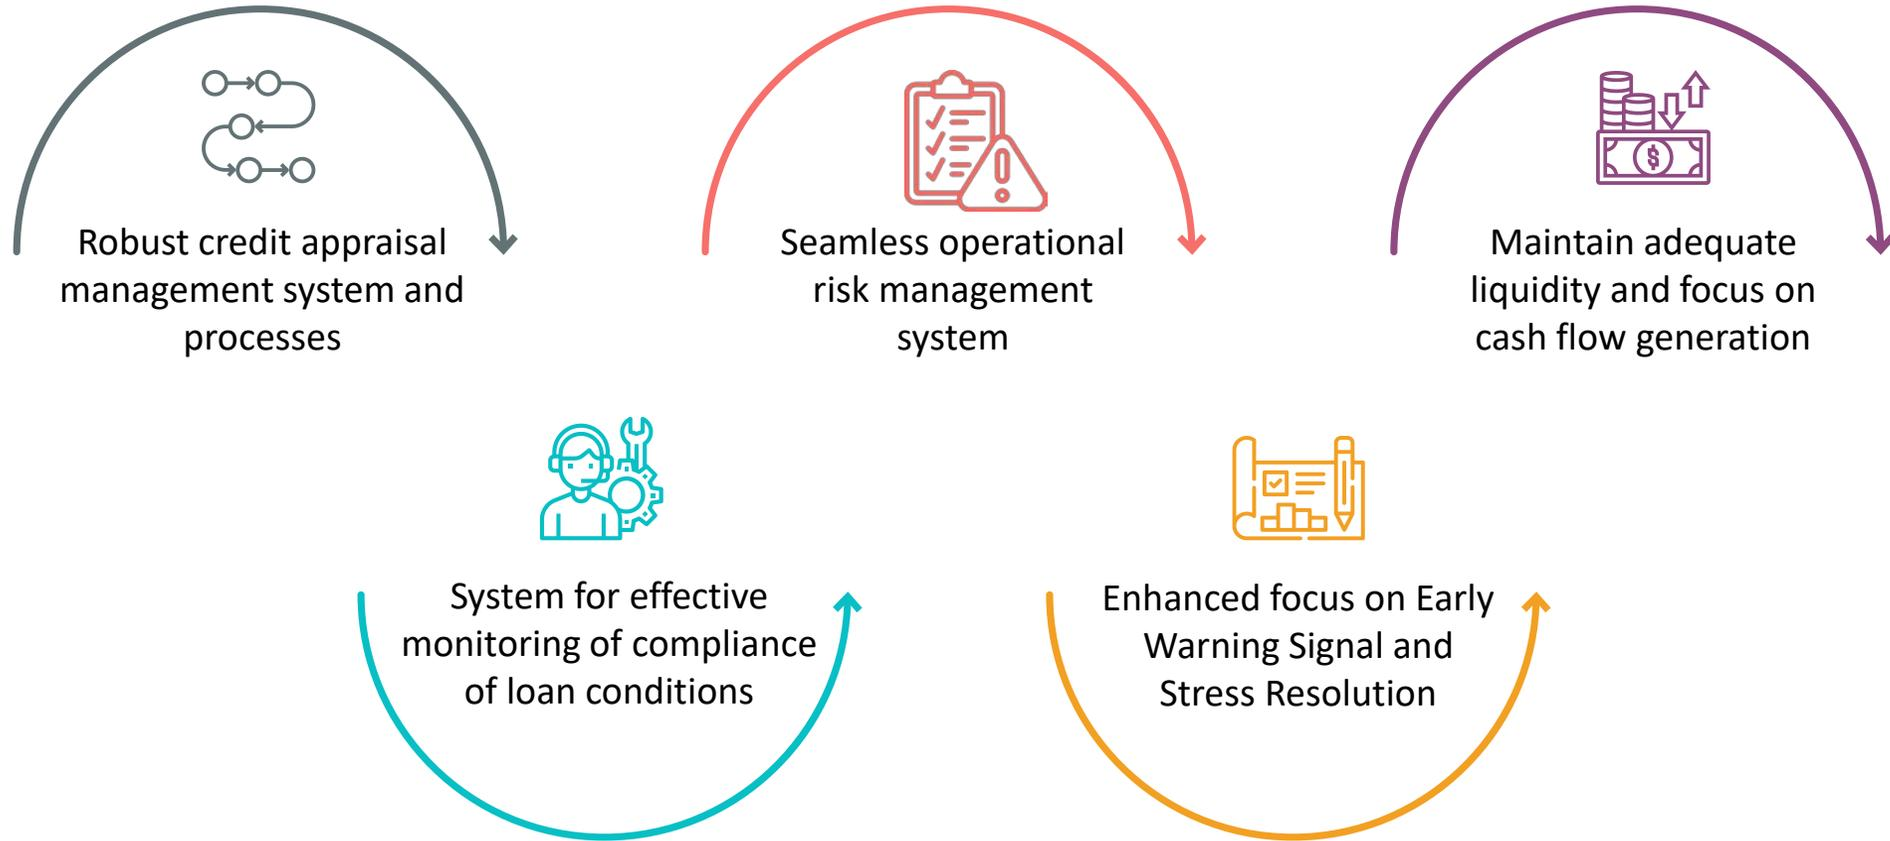 Robust credit appraisal
management system and
processes
Seamless operational
risk management
system
Maintain adequate
liquidity and focus on
cash flow generation
System for effective
monitoring of compliance
of loan conditions
Enhanced focus on Early
Warning Signal and
Stress Resolution